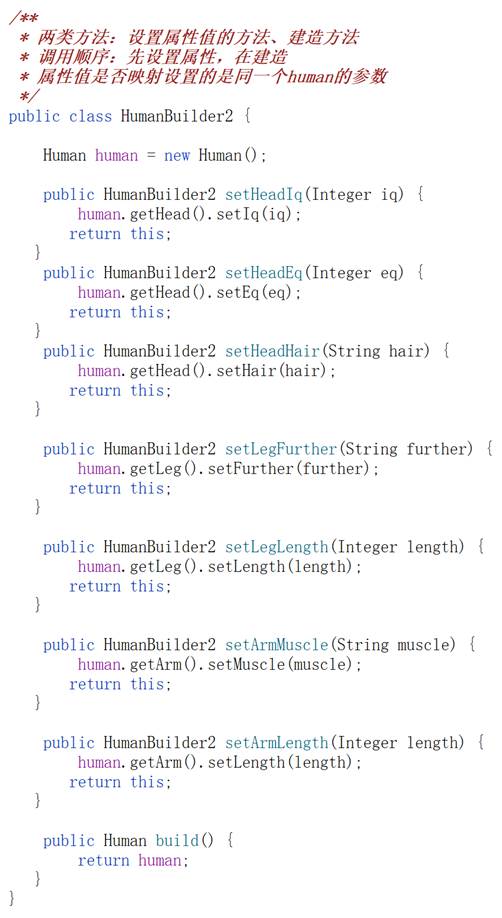 /**
 * 两类方法：设置属性值的方法、建造方法
 * 调用顺序：先设置属性，在建造
 * 属性值是否映射设置的是同一个human的参数
 */
public class HumanBuilder2 {

    Human human = new Human();

    public HumanBuilder2 setHeadIq(Integer iq) {
        human.getHead().setIq(iq);
       return this;
   }
    public HumanBuilder2 setHeadEq(Integer eq) {
        human.getHead().setEq(eq);
       return this;
   }
    public HumanBuilder2 setHeadHair(String hair) {
        human.getHead().setHair(hair);
       return this;
   }

    public HumanBuilder2 setLegFurther(String further) {
        human.getLeg().setFurther(further);
       return this;
   }

    public HumanBuilder2 setLegLength(Integer length) {
        human.getLeg().setLength(length);
       return this;
   }

    public HumanBuilder2 setArmMuscle(String muscle) {
        human.getArm().setMuscle(muscle);
       return this;
   }

    public HumanBuilder2 setArmLength(Integer length) {
        human.getArm().setLength(length);
       return this;
   }

    public Human build() {
        return human;
   }
}